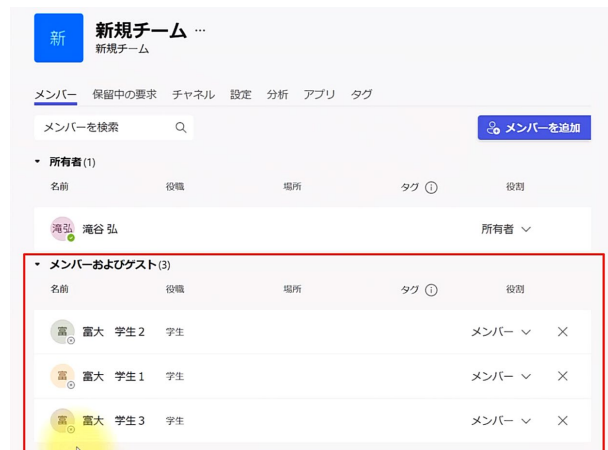 新
新規チーム …
新規チーム
メンバー 保留中の要求 チャネル 設定 分析 アプリ タグ
メンバーを検索
メンバーを追加
所有者(1)
名前 役職 場所 タグ 役割
滝弘 滝谷 弘 所有者
メンバーおよびゲスト(3)
名前 役職 場所 タグ 役割
富 富大 学生2 学生 メンバー
富 富大 学生1 学生 メンバー
富 富大 学生3 学生 メンバー